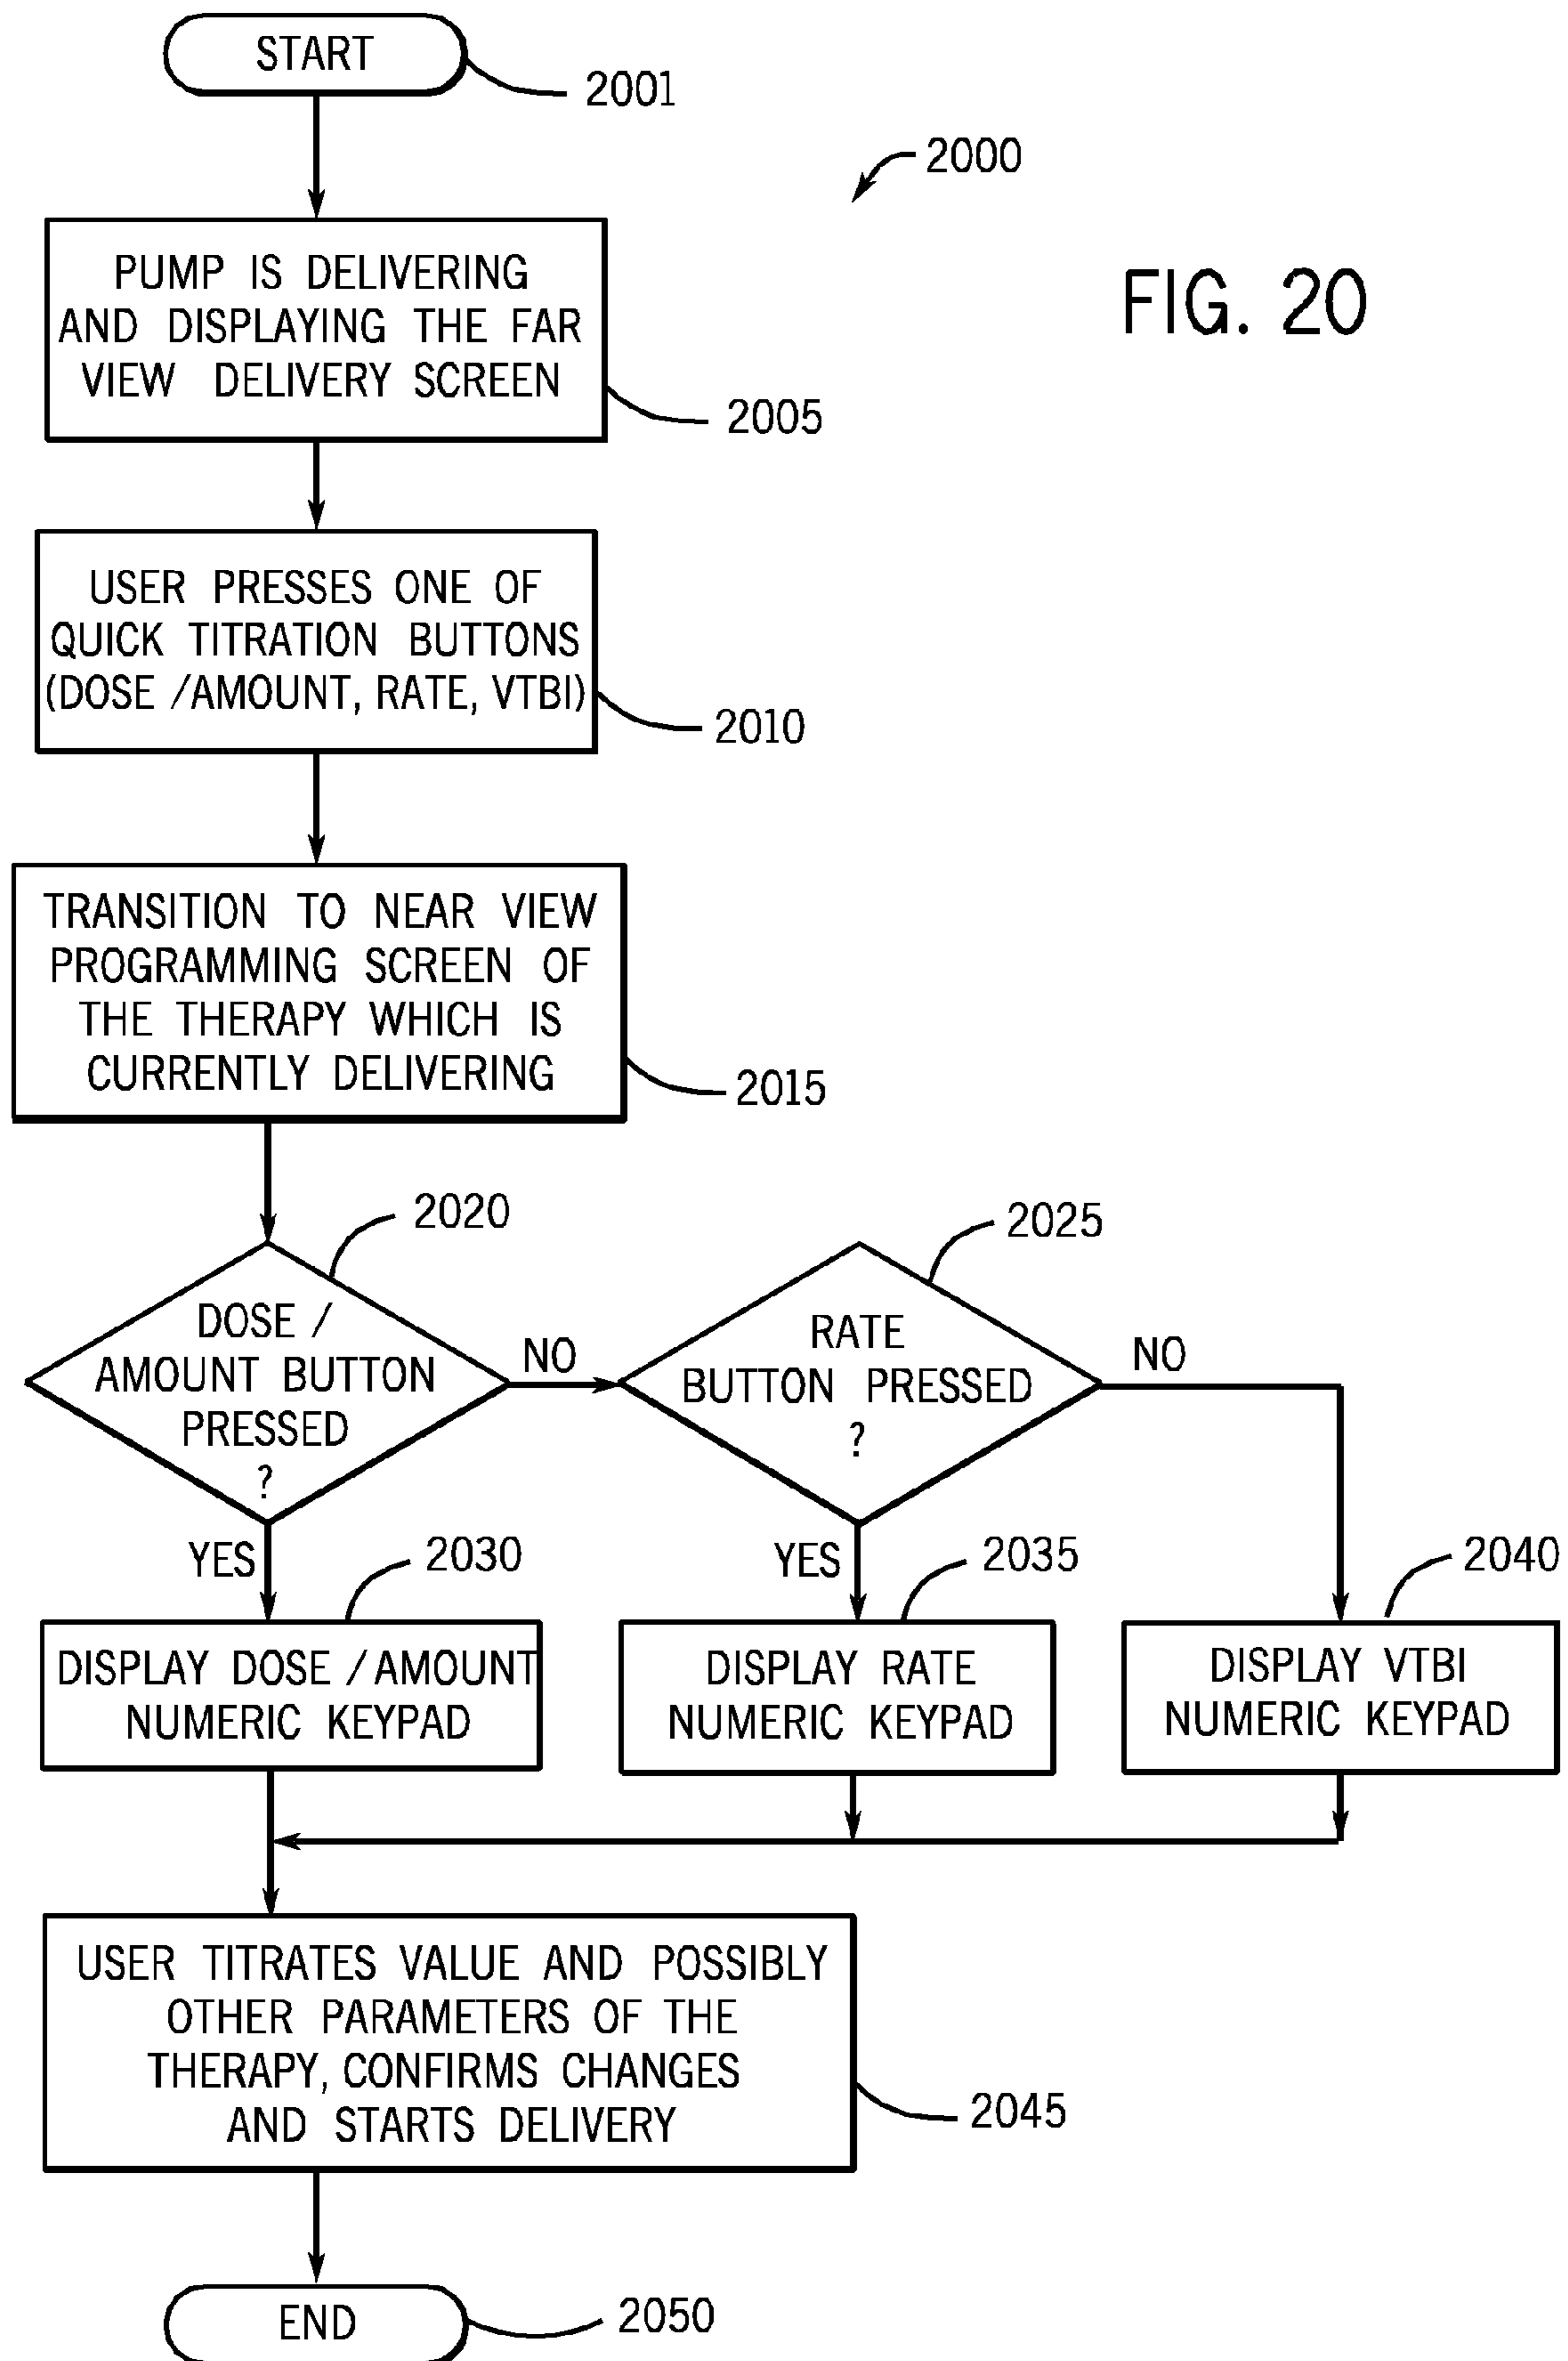 START
2001
2000
FIG. 20
PUMP IS DELIVERING
AND DISPLAYING THE FAR
VIEW DELIVERY SCREEN
2005
USER PRESSES ONE OF
QUICK TITRATION BUTTONS
(DOSE /AMOUNT, RATE, VTBI)
2010
TRANSITION TO NEAR VIEW
PROGRAMMING SCREEN OF
THE THERAPY WHICH IS
CURRENTLY DELIVERING
2015
2020
DOSE /
AMOUNT BUTTON
PRESSED
?
NO
YES
2025
RATE
BUTTON PRESSED
?
NO
YES
2030
DISPLAY DOSE /AMOUNT
NUMERIC KEYPAD
2035
DISPLAY RATE
NUMERIC KEYPAD
2040
DISPLAY VTBI
NUMERIC KEYPAD
USER TITRATES VALUE AND POSSIBLY
OTHER PARAMETERS OF THE
THERAPY, CONFIRMS CHANGES
AND STARTS DELIVERY
2045
END
2050